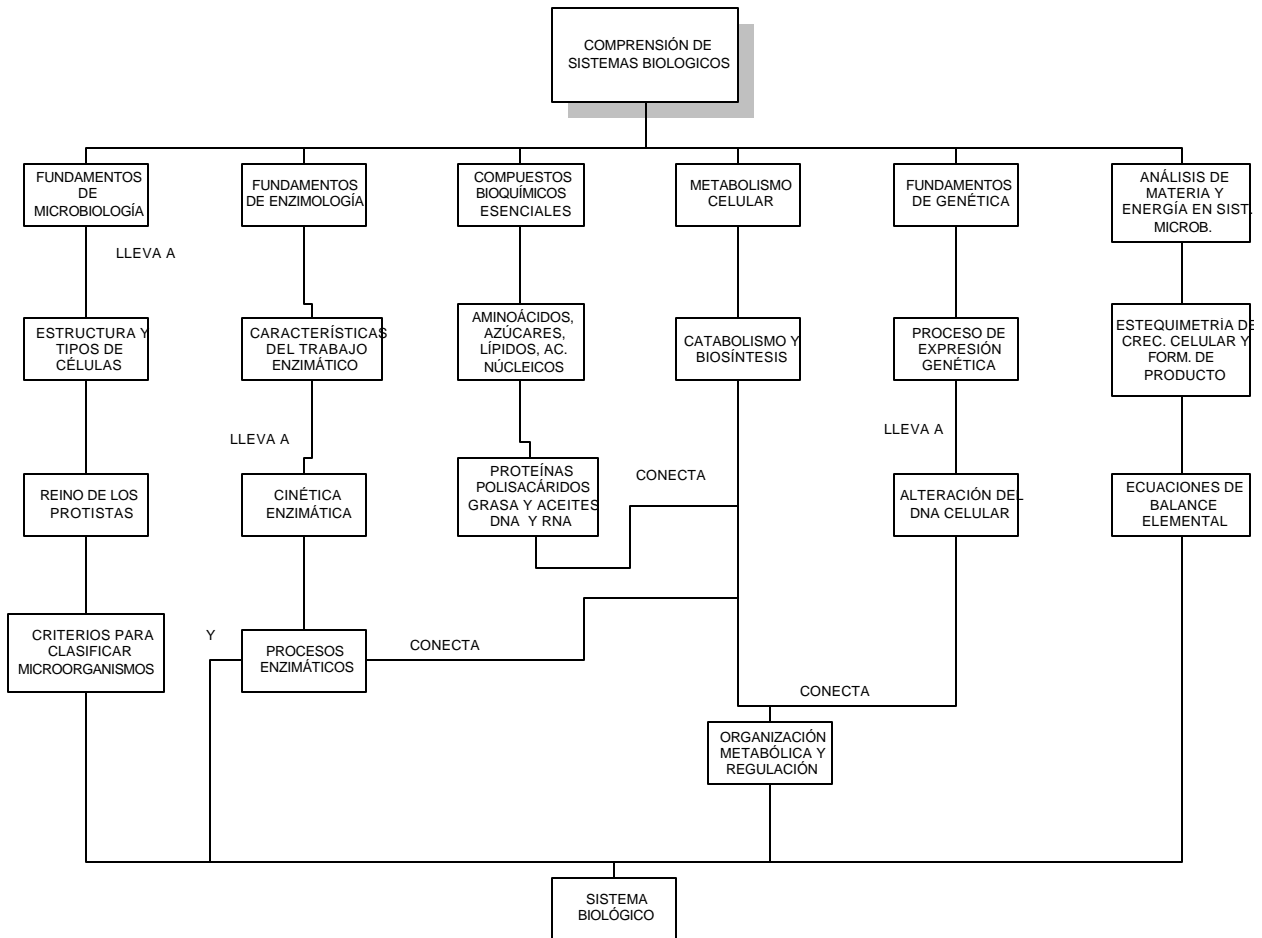 COMPRENSIÓN DE
SISTEMAS BIOLOGICOS
FUNDAMENTOS
DE
MICROBIOLOGÍA
FUNDAMENTOS
DE ENZIMOLOGÍA
COMPUESTOS
BIOQUÍMICOS
ESENCIALES
METABOLISMO
CELULAR
FUNDAMENTOS
DE GENÉTICA
ANÁLISIS DE
MATERIA Y
ENERGÍA EN SIST.
MICROB.
LLEVA A
ESTRUCTURA Y
TIPOS DE
CÉLULAS
CARACTERÍSTICAS
DEL TRABAJO
ENZIMÁTICO
AMINOÁCIDOS,
AZÚCARES,
LÍPIDOS, AC.
NÚCLEICOS
CATABOLISMO Y
BIOSÍNTESIS
PROCESO DE
EXPRESIÓN
GENÉTICA
ESTEQUIMETRÍA DE
CREC. CELULAR Y
FORM. DE
PRODUCTO
LLEVA A
LLEVA A
REINO DE LOS
PROTISTAS
CINÉTICA
ENZIMÁTICA
PROTEÍNAS
POLISACÁRIDOS
GRASA Y ACEITES
DNA Y RNA
CONECTA
ALTERACIÓN DEL
DNA CELULAR
ECUACIONES DE
BALANCE
ELEMENTAL
CRITERIOS PARA
CLASIFICAR
MICROORGANISMOS
Y
PROCESOS
ENZIMÁTICOS
CONECTA
CONECTA
ORGANIZACIÓN
METABÓLICA Y
REGULACIÓN
SISTEMA
BIOLÓGICO